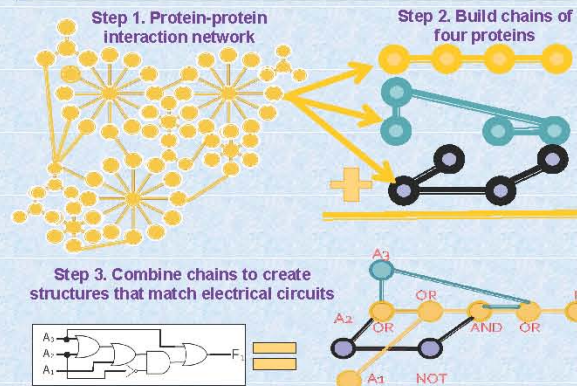 Step 1. Protein-protein
interaction network
Step 2. Build chains of
four proteins
Step 3. Combine chains to create
structures that match electrical circuits
A3
OR
A2
OR
AND
OR
A1
NOT
A3
A2
A1
F1